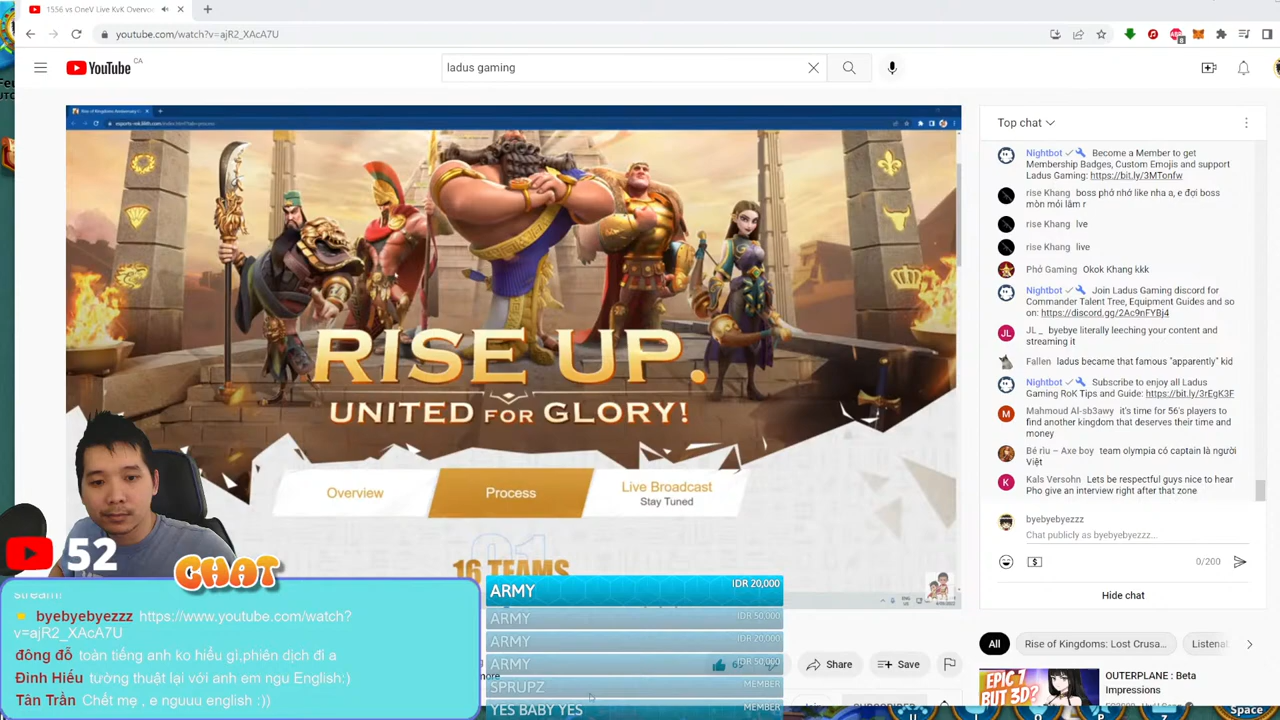 1556 vs OneV Live KvK Overvo
youtube.com/watch?v=ajR2_XAcA7U
YouTube CA
ladus gaming
Top chat
Nightbot Become a Member to get
Membership Badges, Custom Emojis and support
Ladus Gaming: https://bit.ly/3MTonfw
rise Khang boss phớ nhớ like nha a, e đợi boss
mòn mỏi lắm r
rise Khang lve
rise Khang live
Phở Gaming Okok Khang kkk
Nightbot Join Ladus Gaming discord for
Commander Talent Tree, Equipment Guides and so
on: https://discord.gg/2Ac9nFYBj4
JL _ byebye literally leeching your content and
streaming it
Fallen ladus became that famous "apparently" kid
Nightbot Subscribe to enjoy all Ladus
Gaming RoK Tips and Guide: https://bit.ly/3rEgK3F
Mahmoud Al-sb3awy it's time for 56's players to
find another kingdom that deserves their time and
money
Bé rìu – Axe boy team olympia có captain là người
Việt
Kals Versohn Lets be respectful guys nice to hear
Pho give an interview right after that zone
byebyebyezzz
Chat publicly as byebyebyezzz...
0/200
Hide chat
RISE UP.
UNITED FOR GLORY!
Overview
Process
Live Broadcast
Stay Tuned
01
16 TEAMS
52
CHAT
stream!
byebyebyezzz https://www.youtube.com/watch?
v=ajR2_XAcA7U
đông đỗ toàn tiếng anh ko hiểu gì,phiên dịch đi a
Đinh Hiếu tường thuật lại với anh em ngu English:)
Tân Trần Chết mẹ , e nguuu english :))
ARMY IDR 20,000
ARMY IDR 50,000
ARMY IDR 20,000
ARMY IDR 50,000
SPRUPZ MEMBER
YES BABY YES MEMBER
more
Share
Save
All
Rise of Kingdoms: Lost Crusa...
Listenal
EPIC 7
BUT 3D?
OUTERPLANE : Beta
Impressions
Space